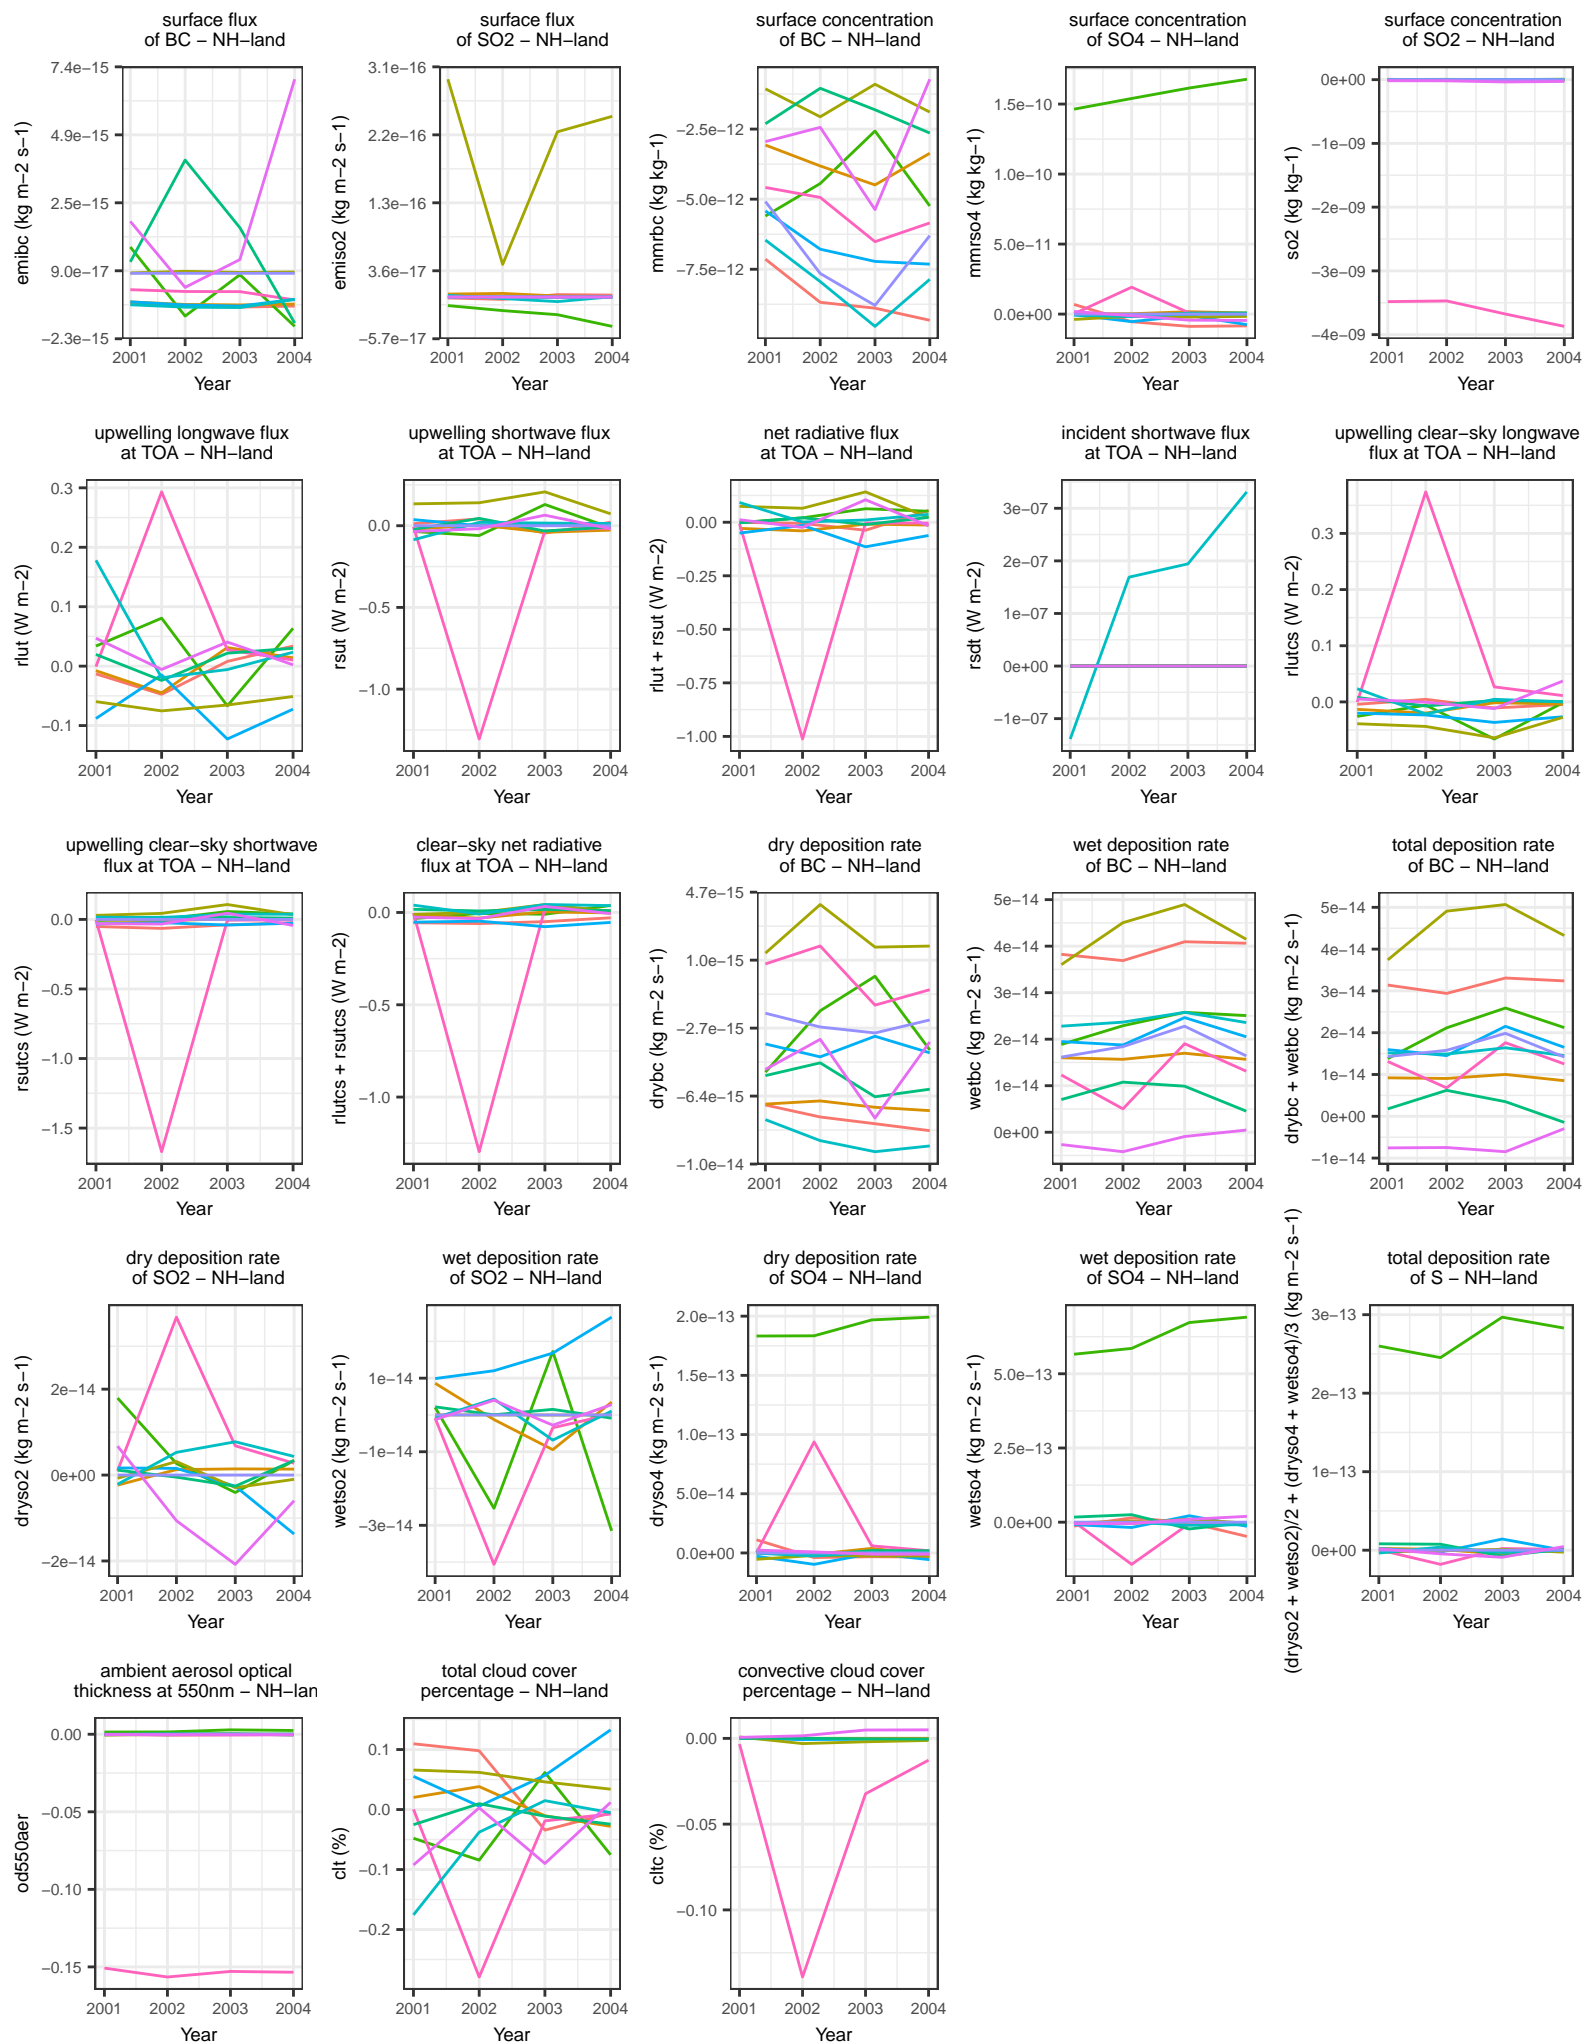 surface flux
of BC − NH−land
7.4e−15
4.9e−15
2.5e−15
9.0e−17
−2.3e−15
emibc (kg m−2 s−1)
2001 2002 2003 2004
Year
surface flux
of SO2 − NH−land
3.1e−16
2.2e−16
1.3e−16
3.6e−17
−5.7e−17
emiso2 (kg m−2 s−1)
2001 2002 2003 2004
Year
surface concentration
of BC − NH−land
−2.5e−12
−5.0e−12
−7.5e−12
mmrbc (kg kg−1)
2001 2002 2003 2004
Year
surface concentration
of SO4 − NH−land
1.5e−10
1.0e−10
5.0e−11
0.0e+00
mmrso4 (kg kg−1)
2001 2002 2003 2004
Year
surface concentration
of SO2 − NH−land
0e+00
−1e−09
−2e−09
−3e−09
−4e−09
so2 (kg kg−1)
2001 2002 2003 2004
Year
upwelling longwave flux
at TOA − NH−land
0.3
0.2
0.1
0.0
−0.1
rlut (W m−2)
2001 2002 2003 2004
Year
upwelling shortwave flux
at TOA − NH−land
0.0
−0.5
−1.0
rsut (W m−2)
2001 2002 2003 2004
Year
net radiative flux
at TOA − NH−land
0.00
−0.25
−0.50
−0.75
−1.00
rlut + rsut (W m−2)
2001 2002 2003 2004
Year
incident shortwave flux
at TOA − NH−land
3e−07
2e−07
1e−07
0e+00
−1e−07
rsdt (W m−2)
2001 2002 2003 2004
Year
upwelling clear−sky longwave
flux at TOA − NH−land
0.3
0.2
0.1
0.0
rlutcs (W m−2)
2001 2002 2003 2004
Year
upwelling clear−sky shortwave
flux at TOA − NH−land
0.0
−0.5
−1.0
−1.5
rsutcs (W m−2)
2001 2002 2003 2004
Year
clear−sky net radiative
flux at TOA − NH−land
0.0
−0.5
−1.0
rlutcs + rsutcs (W m−2)
2001 2002 2003 2004
Year
dry deposition rate
of BC − NH−land
4.7e−15
1.0e−15
−2.7e−15
−6.4e−15
−1.0e−14
drybc (kg m−2 s−1)
2001 2002 2003 2004
Year
wet deposition rate
of BC − NH−land
5e−14
4e−14
3e−14
2e−14
1e−14
0e+00
wetbc (kg m−2 s−1)
2001 2002 2003 2004
Year
total deposition rate
of BC − NH−land
5e−14
4e−14
3e−14
2e−14
1e−14
0e+00
−1e−14
drybc + wetbc (kg m−2 s−1)
2001 2002 2003 2004
Year
dry deposition rate
of SO2 − NH−land
2e−14
0e+00
−2e−14
dryso2 (kg m−2 s−1)
2001 2002 2003 2004
Year
wet deposition rate
of SO2 − NH−land
1e−14
−1e−14
−3e−14
wetso2 (kg m−2 s−1)
2001 2002 2003 2004
Year
dry deposition rate
of SO4 − NH−land
2.0e−13
1.5e−13
1.0e−13
5.0e−14
0.0e+00
dryso4 (kg m−2 s−1)
2001 2002 2003 2004
Year
wet deposition rate
of SO4 − NH−land
5.0e−13
2.5e−13
0.0e+00
wetso4 (kg m−2 s−1)
2001 2002 2003 2004
Year
total deposition rate
of S − NH−land
3e−13
2e−13
1e−13
0e+00
(dryso2 + wetso2)/2 + (dryso4 + wetso4)/3 (kg m−2 s−1)
2001 2002 2003 2004
Year
ambient aerosol optical
thickness at 550nm − NH−lan
0.00
−0.05
−0.10
−0.15
od550aer
2001 2002 2003 2004
Year
total cloud cover
percentage − NH−land
0.1
0.0
−0.1
−0.2
clt (%)
2001 2002 2003 2004
Year
convective cloud cover
percentage − NH−land
0.00
−0.05
−0.10
cltc (%)
2001 2002 2003 2004
Year